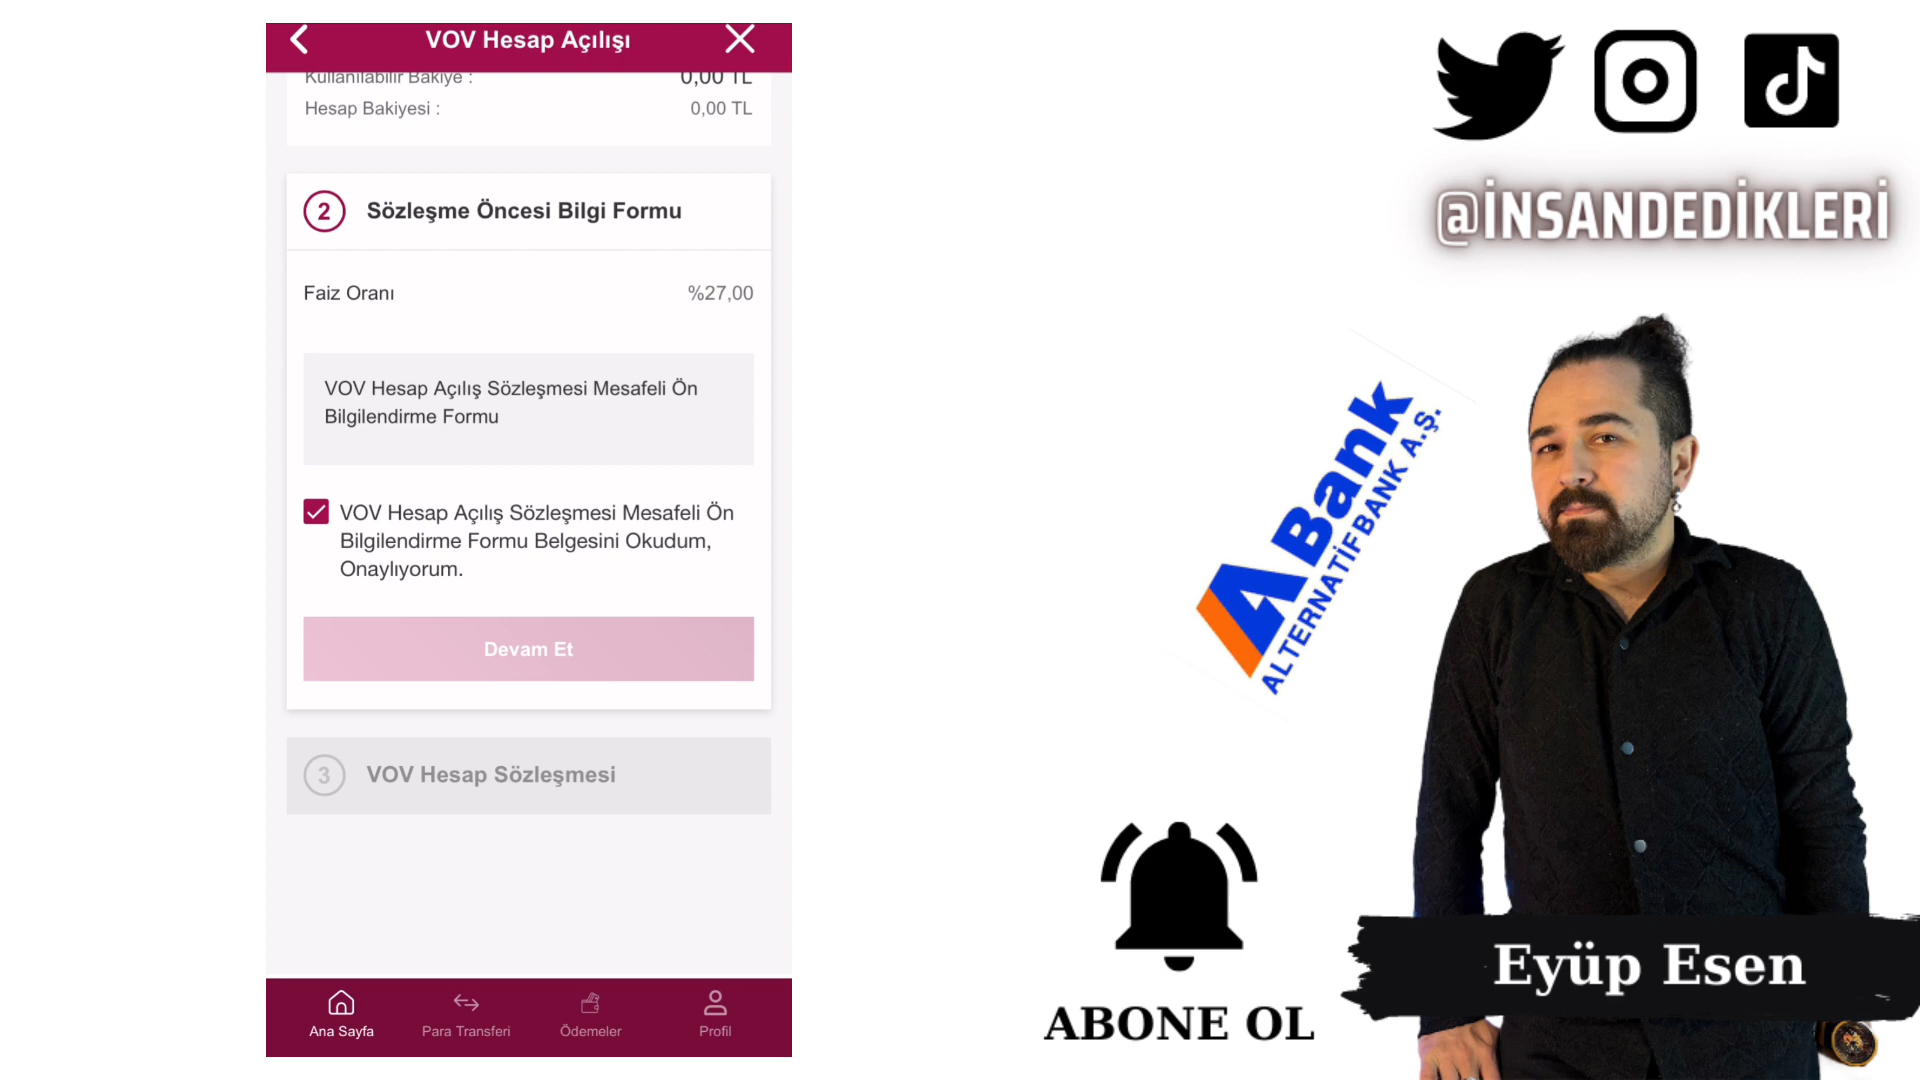 VOV Hesap Açılışı
Kullanılabilir Bakiye :
0,00 TL
Hesap Bakiyesi :
0,00 TL
2
Sözleşme Öncesi Bilgi Formu
Faiz Oranı
%27,00
VOV Hesap Açılış Sözleşmesi Mesafeli Ön
Bilgilendirme Formu
VOV Hesap Açılış Sözleşmesi Mesafeli Ön
Bilgilendirme Formu Belgesini Okudum,
Onaylıyorum.
Devam Et
3
VOV Hesap Sözleşmesi
Ana Sayfa
Para Transferi
Ödemeler
Profil
@İNSANDEDİKLERİ
ABank
ALTERNATİFBANK A.Ş.
ABONE OL
Eyüp Esen